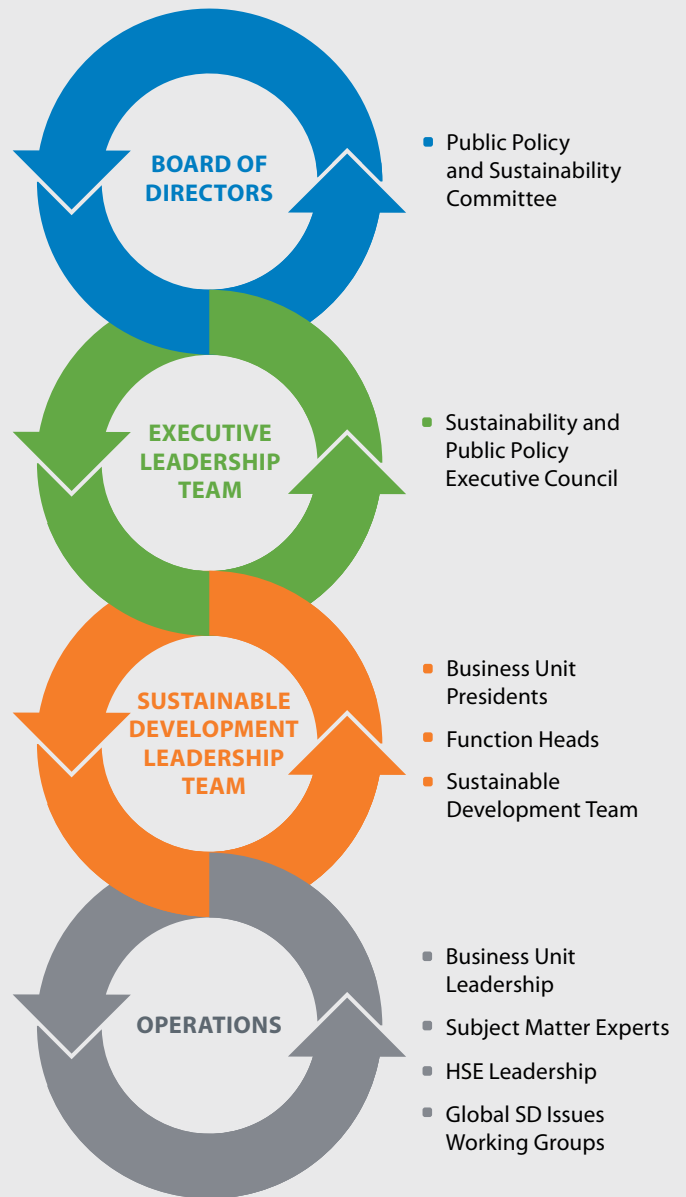 BOARD OF
DIRECTORS
Public Policy
and Sustainability
Committee
EXECUTIVE
LEADERSHIP
TEAM
Sustainability and
Public Policy
Executive Council
SUSTAINABLE
DEVELOPMENT
LEADERSHIP
TEAM
Business Unit
Presidents
Function Heads
Sustainable
Development Team
OPERATIONS
Business Unit
Leadership
Subject Matter Experts
HSE Leadership
Global SD Issues
Working Groups